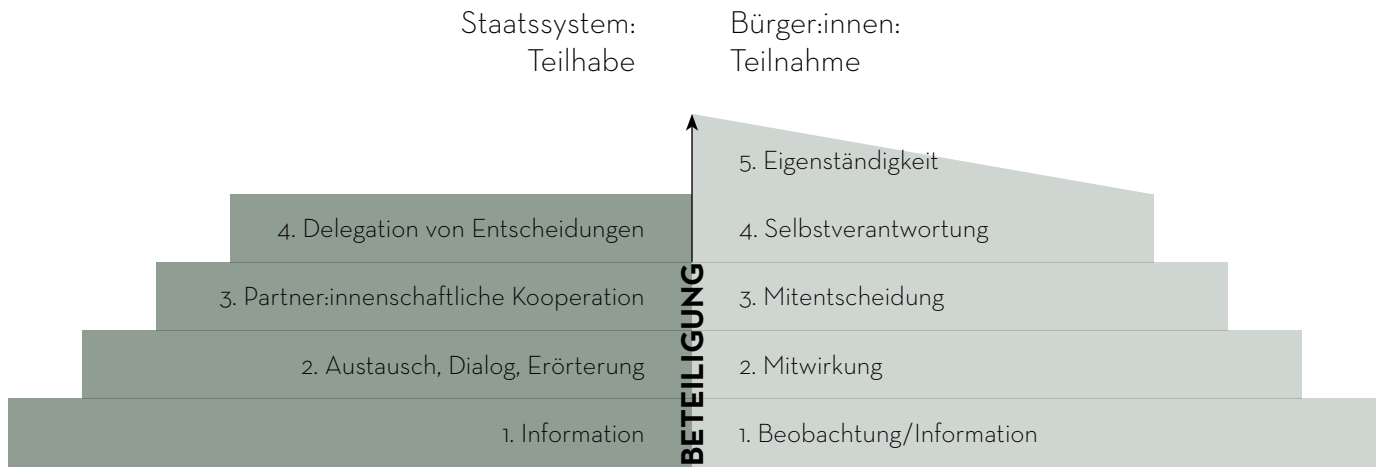 Staatssystem:
Teilhabe
Bürger:innen:
Teilnahme
5. Eigenständigkeit
4. Delegation von Entscheidungen
4. Selbstverantwortung
3. Partner:innenschaftliche Kooperation
3. Mitentscheidung
2. Austausch, Dialog, Erörterung
2. Mitwirkung
1. Information
1. Beobachtung/Information
BETEILIGUNG